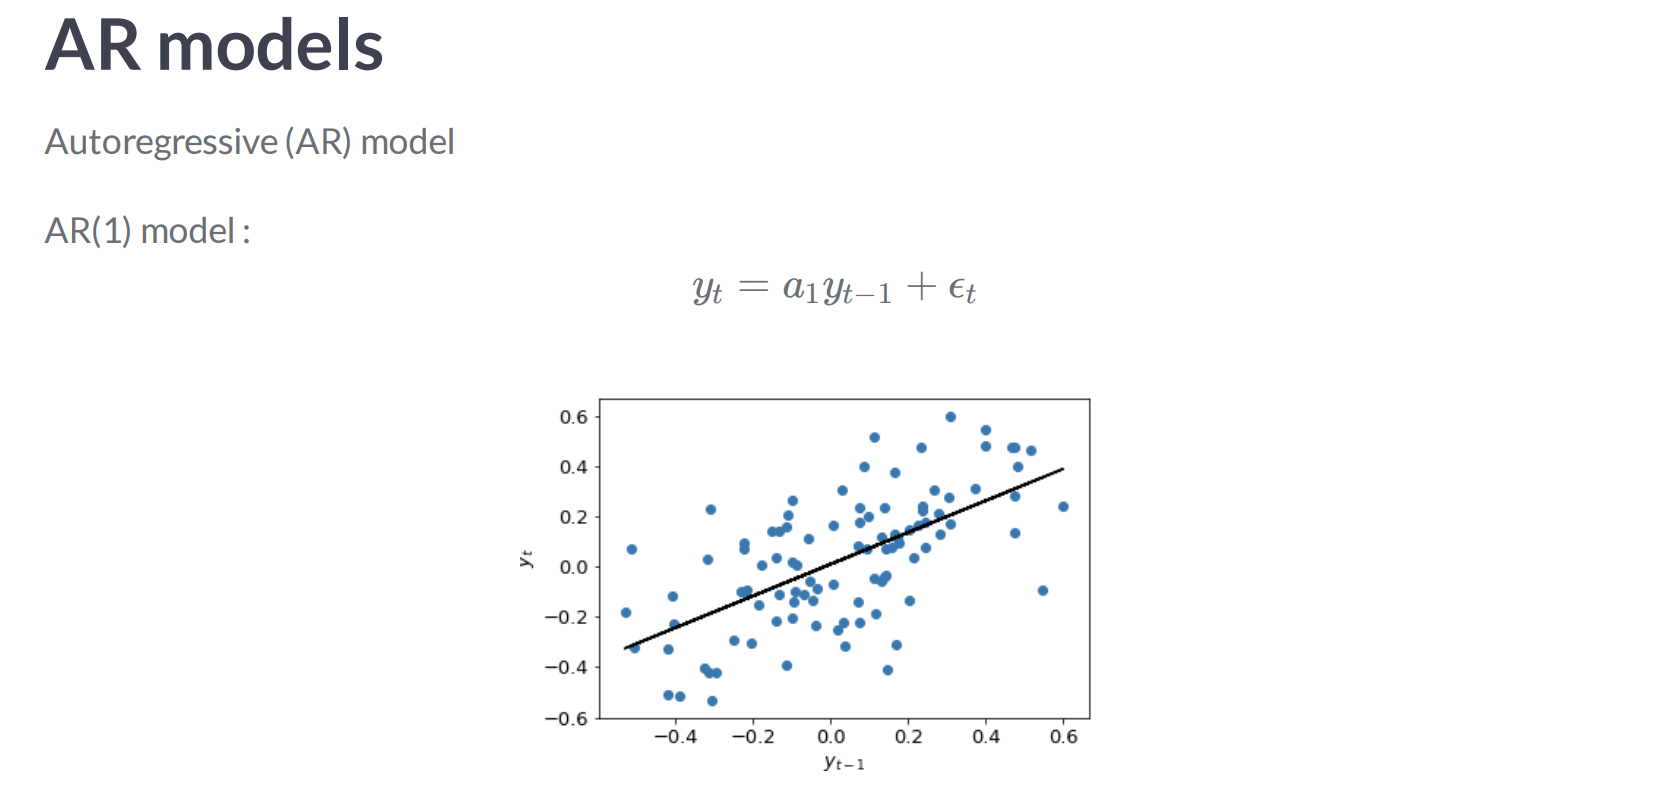 AR models
Autoregressive (AR) model
AR(1) model :
yₜ = a₁yₜ₋₁ + ϵₜ
0.6
0.4
0.2
0.0
−0.2
−0.4
−0.6
yₜ
−0.4 −0.2 0.0 0.2 0.4 0.6
yₜ₋₁